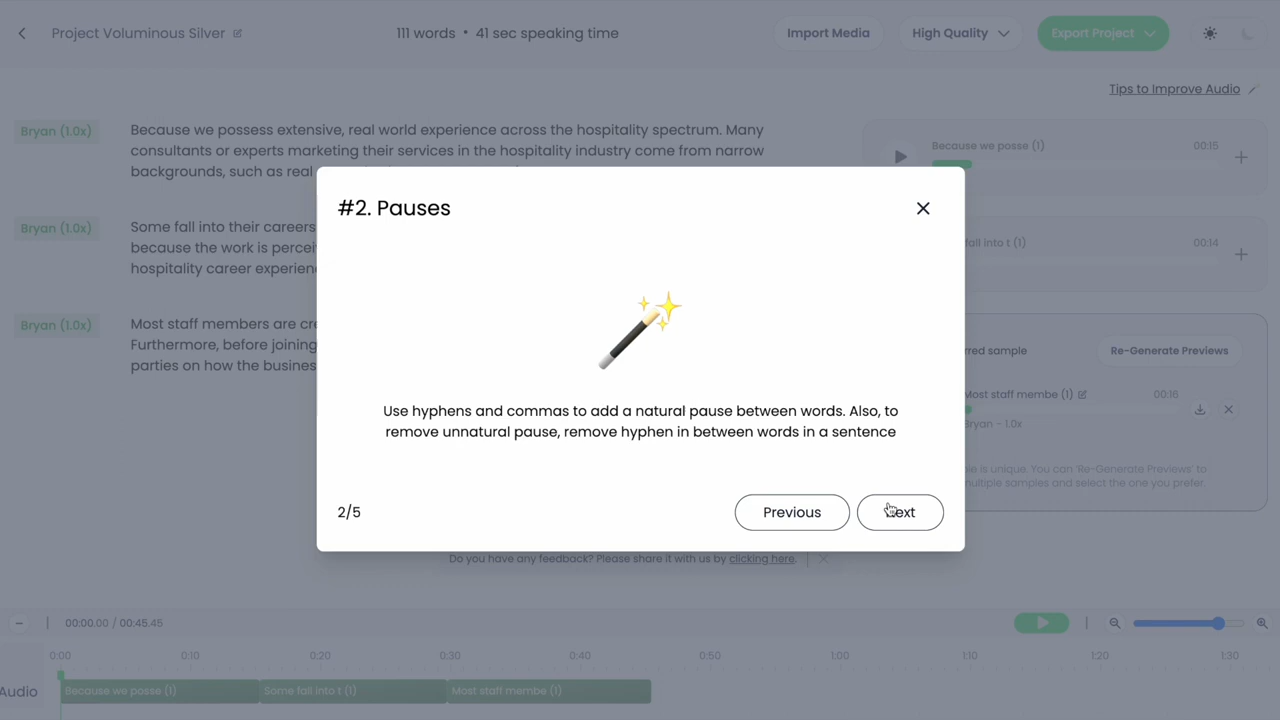 Project Voluminous Silver
111 words • 41 sec speaking time
Import Media
High Quality
Export Project
Tips to Improve Audio
Bryan (1.0x)
Because we possess extensive, real world experience across the hospitality spectrum. Many
consultants or experts marketing their services in the hospitality industry come from narrow
backgrounds, such as real
Because we posse (1)
00:15
Bryan (1.0x)
Some fall into their careers
because the work is percei
hospitality career experien
fall into t (1)
00:14
Bryan (1.0x)
Most staff members are cre
Furthermore, before joining
parties on how the busines
rred sample
Re-Generate Previews
Most staff membe (1)
00:16
Bryan - 1.0x
le is unique. You can 'Re-Generate Previews' to
multiple samples and select the one you prefer.
#2. Pauses
Use hyphens and commas to add a natural pause between words. Also, to
remove unnatural pause, remove hyphen in between words in a sentence
2/5
Previous
Next
Do you have any feedback? Please share it with us by clicking here.
00:00.00 / 00:45.45
0:00 0:10 0:20 0:30 0:40 0:50 1:00 1:10 1:20 1:30
Audio
Because we posse (1)
Some fall into t (1)
Most staff membe (1)